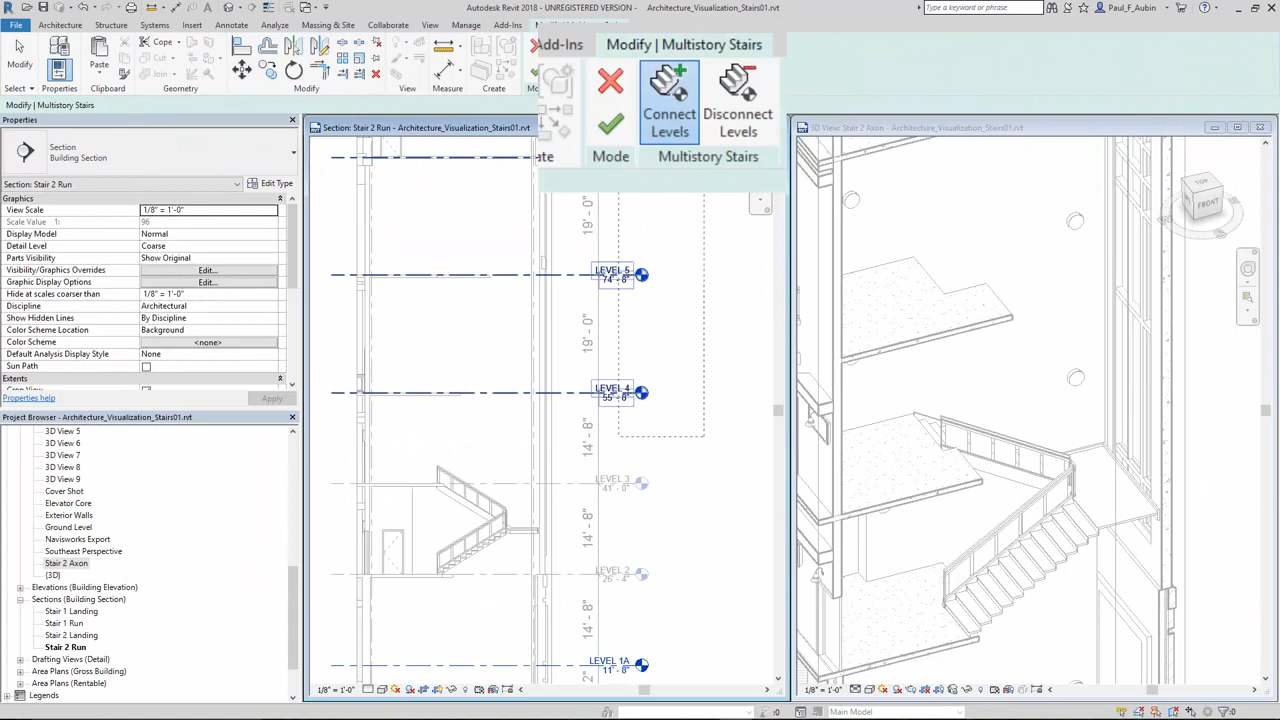 Autodesk Revit 2018 - UNREGISTERED VERSION - Architecture_Visualization_Stairs01.rvt
Type a keyword or phrase
Paul_F_Aubin
File
Architecture
Structure
Systems
Insert
Annotate
Analyze
Massing & Site
Collaborate
View
Manage
Add-Ins
Add-Ins
Modify | Multistory Stairs
Modify
Cope
Cut
Join
Paste
Connect Levels
Disconnect Levels
Select
Properties
Clipboard
Geometry
Modify
View
Measure
Create
Mode
Multistory Stairs
Modify | Multistory Stairs
Properties
Section
Building Section
Section: Stair 2 Run
Edit Type
Graphics
View Scale 1/8" = 1'-0"
Scale Value 1: 96
Display Model Normal
Detail Level Coarse
Parts Visibility Show Original
Visibility/Graphics Overrides Edit...
Graphic Display Options Edit...
Hide at scales coarser than 1/8" = 1'-0"
Discipline Architectural
Show Hidden Lines By Discipline
Color Scheme Location Background
Color Scheme <none>
Default Analysis Display Style None
Sun Path
Extents
Properties help
Apply
Project Browser - Architecture_Visualization_Stairs01.rvt
3D View 5
3D View 6
3D View 7
3D View 8
3D View 9
Cover Shot
Elevator Core
Exterior Walls
Ground Level
Navisworks Export
Southeast Perspective
Stair 2 Axon
{3D}
Elevations (Building Elevation)
Sections (Building Section)
Stair 1 Landing
Stair 1 Run
Stair 2 Landing
Stair 2 Run
Drafting Views (Detail)
Area Plans (Gross Building)
Area Plans (Rentable)
Legends
Section: Stair 2 Run - Architecture_Visualization_Stairs01.rvt
19' - 0"
LEVEL 5
74' - 8"
19' - 0"
LEVEL 4
55' - 8"
14' - 8"
LEVEL 3
41' - 0"
14' - 8"
LEVEL 2
26' - 4"
14' - 8"
LEVEL 1A
11' - 8"
1/8" = 1'-0"
3D View: Stair 2 Axon - Architecture_Visualization_Stairs01.rvt
TOP
FRONT
1/8" = 1'-0"
:0
Main Model
:0